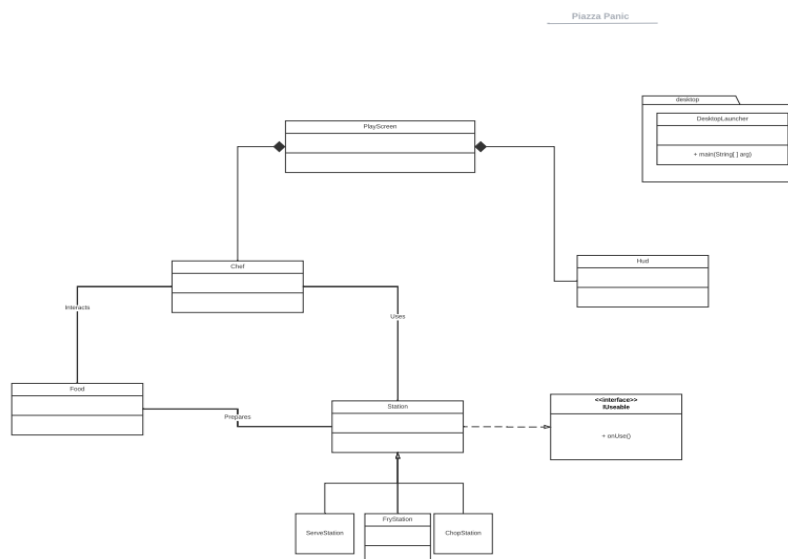 Piazza Panic
desktop
DesktopLauncher
+ main(String[ ] arg)
PlayScreen
Chef
Hud
Interacts
Uses
Food
Station
Prepares
<<interface>>
IUseable
+ onUse()
ServeStation
FryStation
ChopStation